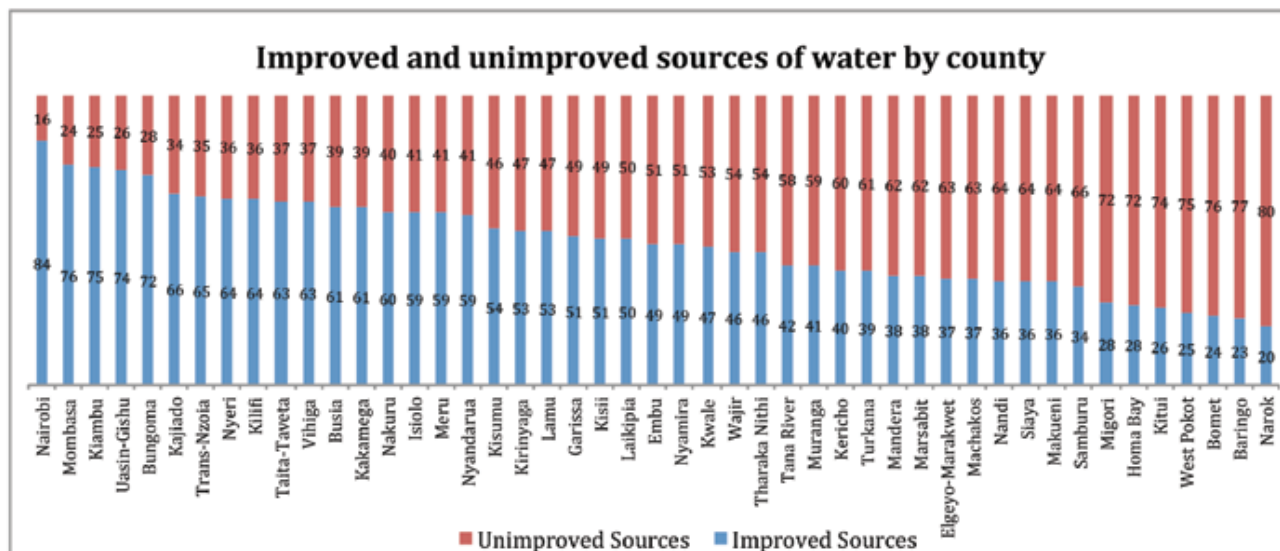 Improved and unimproved sources of water by county
16 24 25 26 28 34 35 36 36 37 37 39 39 40 41 41 41 46 47 47 49 49 50 51 51 53 54 54 58 59 60 61 62 62 63 63 64 64 64 66 72 72 74 75 76 77 80
84 76 75 74 72 66 65 64 64 63 63 61 61 60 59 59 59 54 53 53 51 51 50 49 49 47 46 46 42 41 40 39 38 38 37 37 36 36 36 34 28 28 26 25 24 23 20
Nairobi
Mombasa
Kiambu
Uasin-Gishu
Bungoma
Kajiado
Trans-Nzoia
Nyeri
Kilifi
Taita-Taveta
Vihiga
Busia
Kakamega
Nakuru
Isiolo
Meru
Nyandarua
Kisumu
Kirinyaga
Lamu
Garissa
Kisii
Laikipia
Embu
Nyamira
Kwale
Wajir
Tharaka Nithi
Tana River
Muranga
Kericho
Turkana
Mandera
Marsabit
Elgeyo-Marakwet
Machakos
Nandi
Siaya
Makueni
Samburu
Migori
Homa Bay
Kitui
West Pokot
Bomet
Baringo
Narok
Unimproved Sources Improved Sources